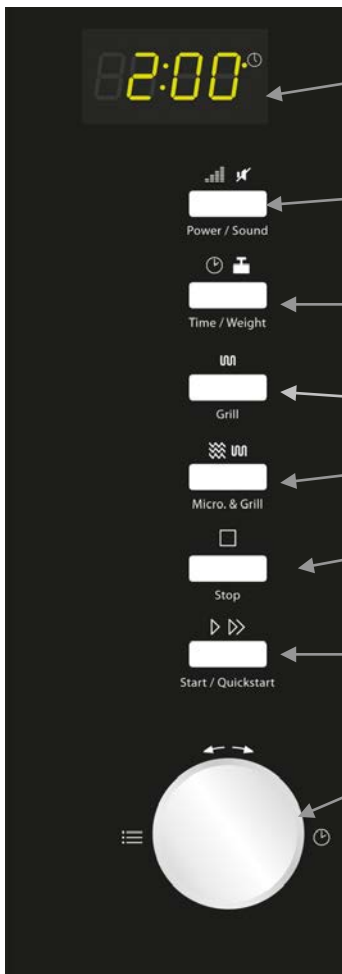 2:00
Power / Sound
Time / Weight
Grill
Micro. & Grill
Stop
Start / Quickstart